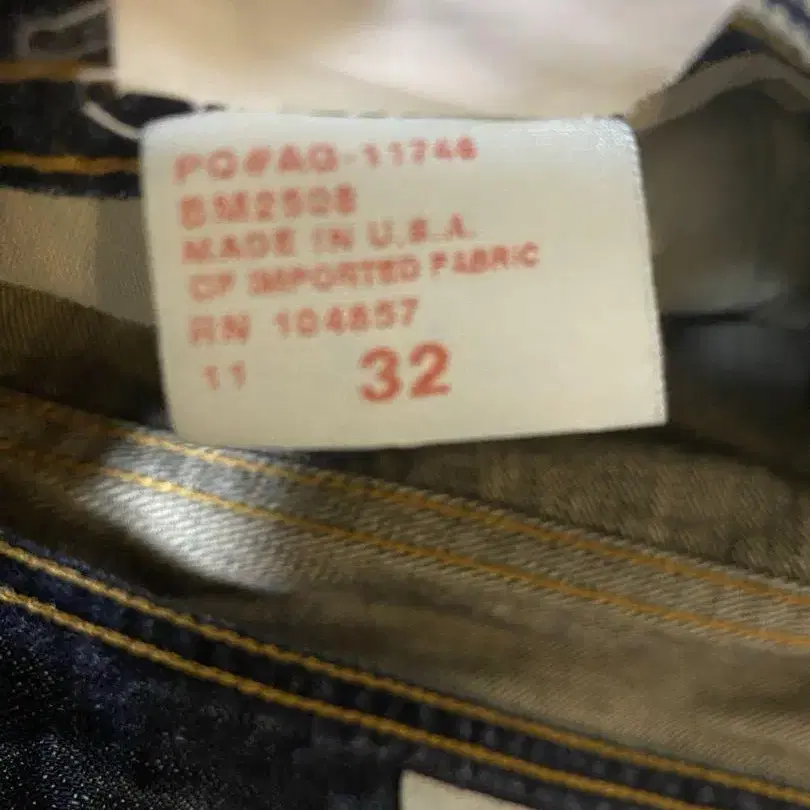 PO#AG-11746
BM2508
MADE IN U.S.A.
OF IMPORTED FABRIC
RN 104857
11 32